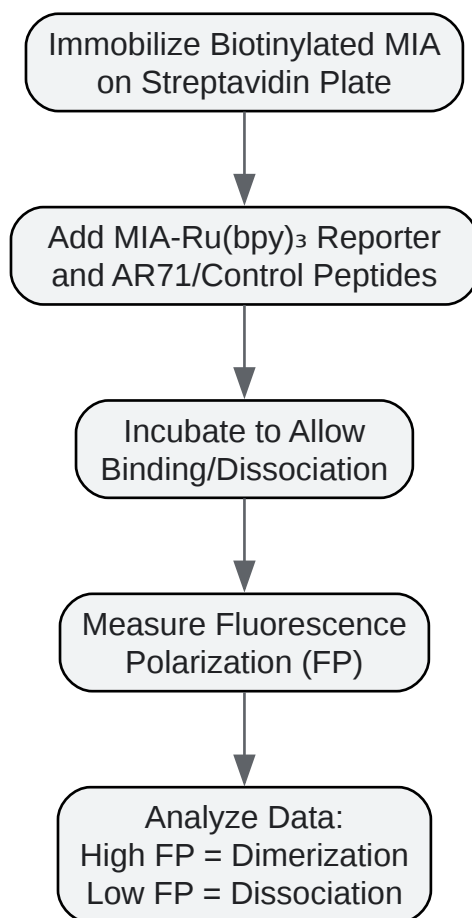 Immobilize Biotinylated MIA
on Streptavidin Plate
Add MIA-Ru(bpy)₃ Reporter
and AR71/Control Peptides
Incubate to Allow
Binding/Dissociation
Measure Fluorescence
Polarization (FP)
Analyze Data:
High FP = Dimerization
Low FP = Dissociation